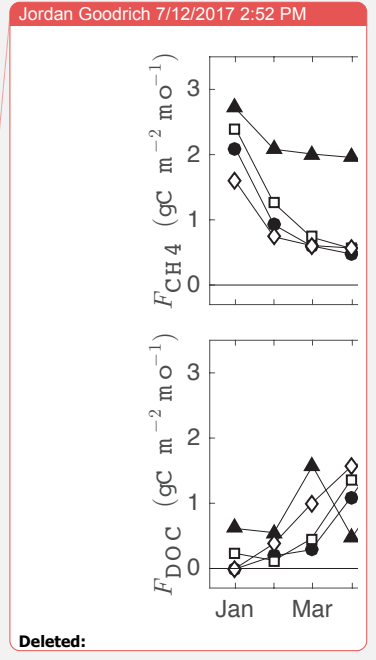 Jordan Goodrich 7/12/2017 2:52 PM
F_CH4 (gC m^−2 mo^−1)
3
2
1
0
F_DOC (gC m^−2 mo^−1)
3
2
1
0
Jan Mar
Deleted: